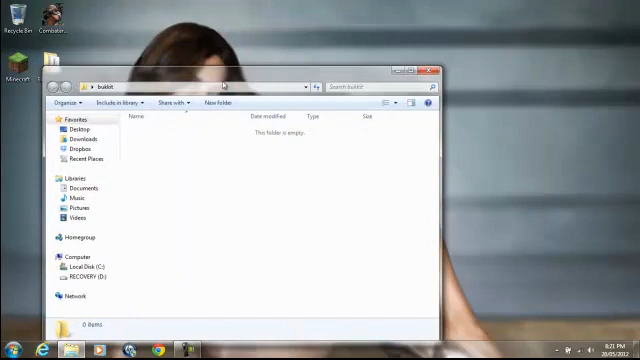 Recycle Bin
Combater...
Minecraft
bukkit
Search bukkit
Organize
Include in library
Share with
New folder
Favorites
Desktop
Downloads
Dropbox
Recent Places
Libraries
Documents
Music
Pictures
Videos
Homegroup
Computer
Local Disk (C:)
RECOVERY (D:)
Network
Name
Date modified
Type
Size
This folder is empty.
0 items
8:21 PM
20/05/2012